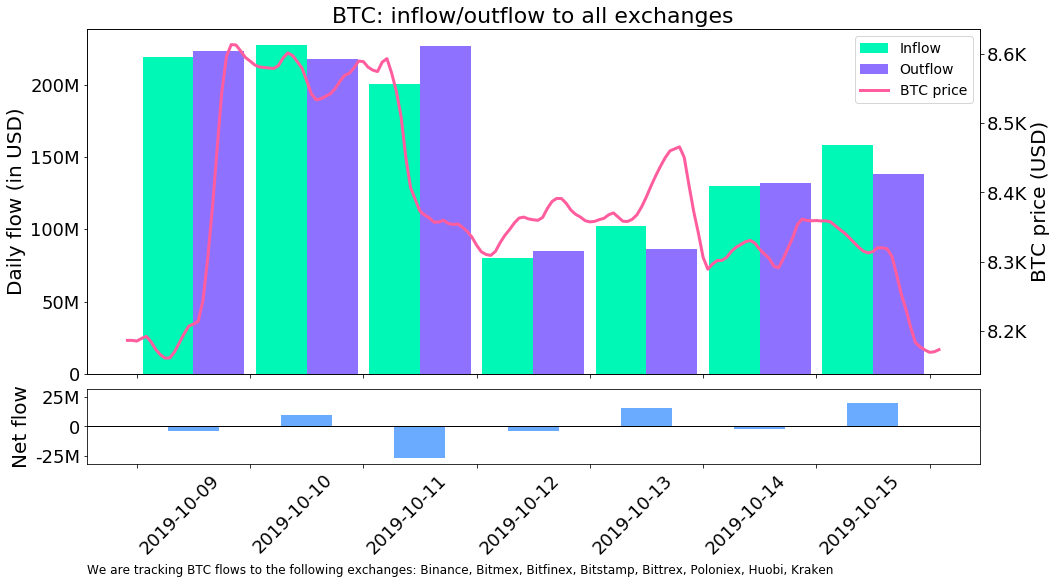 BTC: inflow/outflow to all exchanges
Daily flow (in USD)
200M
150M
100M
50M
0
Inflow
Outflow
BTC price
8.6K
8.5K
8.4K
8.3K
8.2K
BTC price (USD)
Net flow
25M
0
-25M
2019-10-09
2019-10-10
2019-10-11
2019-10-12
2019-10-13
2019-10-14
2019-10-15
We are tracking BTC flows to the following exchanges: Binance, Bitmex, Bitfinex, Bitstamp, Bittrex, Poloniex, Huobi, Kraken